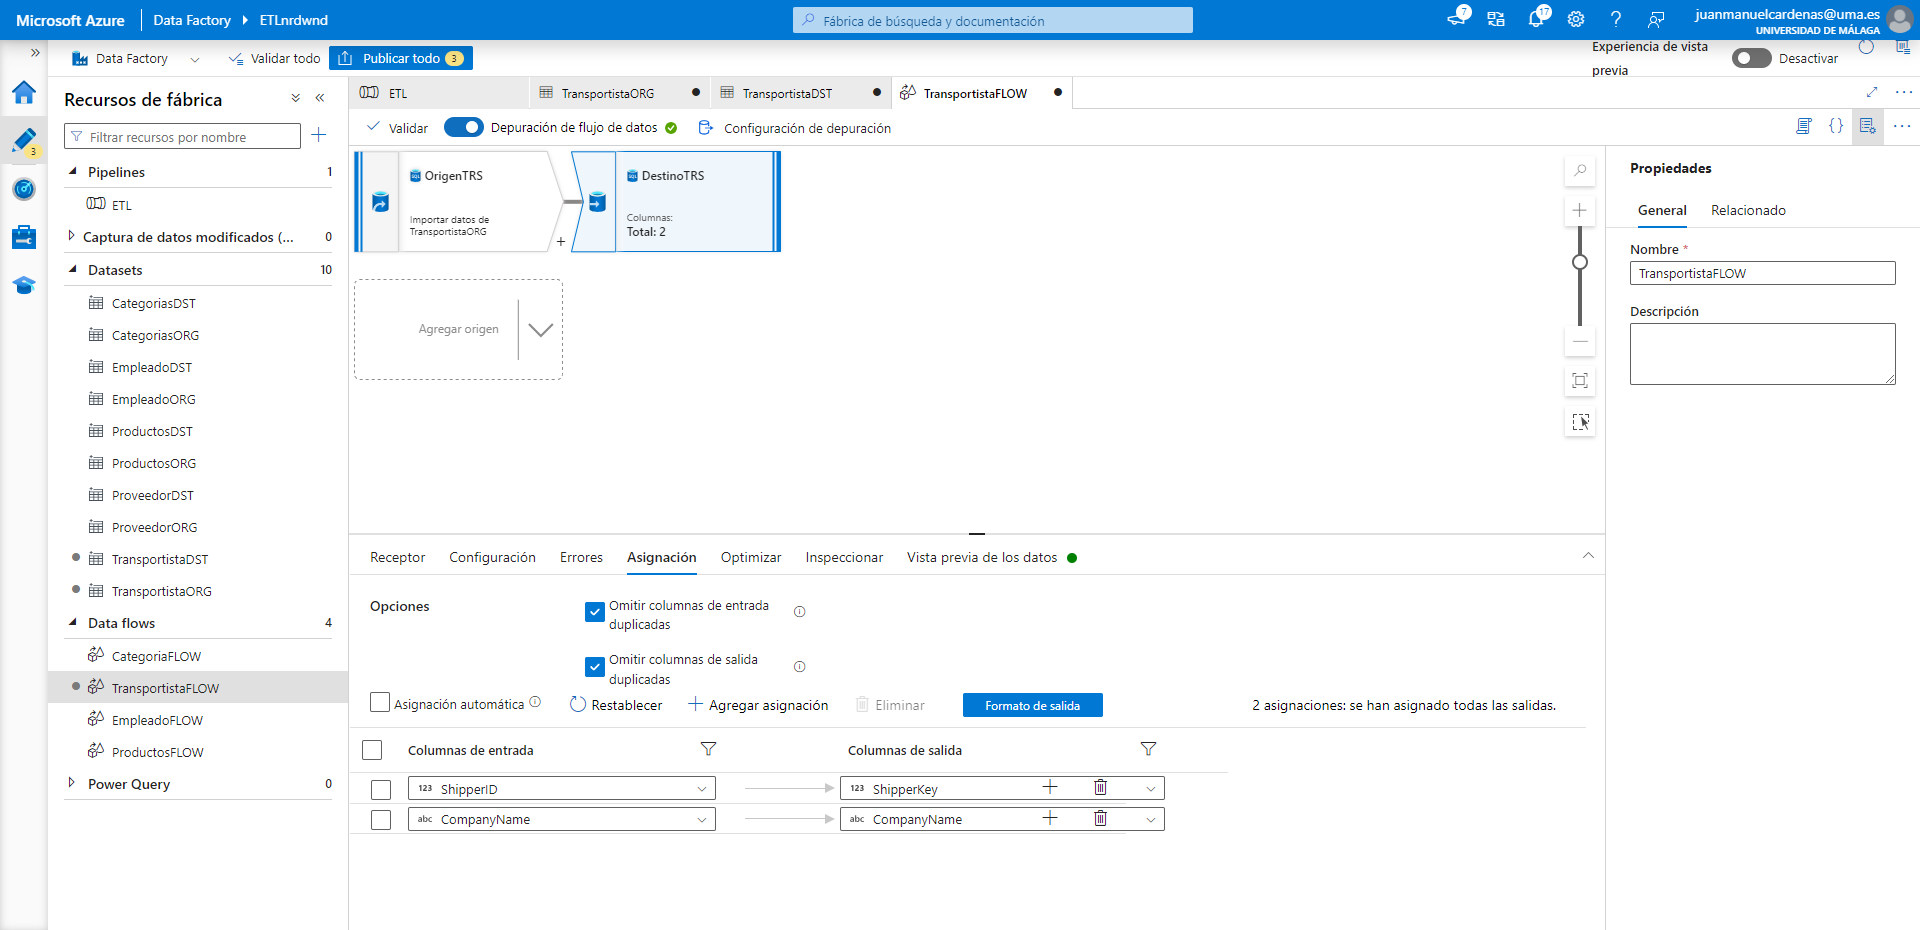 Microsoft Azure
Data Factory
ETLnrdwnd
Fábrica de búsqueda y documentación
7
17
juanmanuelcardenas@uma.es
UNIVERSIDAD DE MÁLAGA
Data Factory
Validar todo
Publicar todo
3
Experiencia de vista
previa
Desactivar
3
Recursos de fábrica
Filtrar recursos por nombre
Pipelines
1
ETL
Captura de datos modificados (...
0
Datasets
10
CategoriasDST
CategoriasORG
EmpleadoDST
EmpleadoORG
ProductosDST
ProductosORG
ProveedorDST
ProveedorORG
TransportistaDST
TransportistaORG
Data flows
4
CategoriaFLOW
TransportistaFLOW
EmpleadoFLOW
ProductosFLOW
Power Query
0
ETL
TransportistaORG
TransportistaDST
TransportistaFLOW
Validar
Depuración de flujo de datos
Configuración de depuración
OrigenTRS
Importar datos de
TransportistaORG
DestinoTRS
Columnas:
Total: 2
Agregar origen
Receptor
Configuración
Errores
Asignación
Optimizar
Inspeccionar
Vista previa de los datos
Opciones
Omitir columnas de entrada
duplicadas
Omitir columnas de salida
duplicadas
Asignación automática
Restablecer
Agregar asignación
Eliminar
Formato de salida
2 asignaciones: se han asignado todas las salidas.
Columnas de entrada
Columnas de salida
123 ShipperID
123 ShipperKey
abc CompanyName
abc CompanyName
Propiedades
General
Relacionado
Nombre *
TransportistaFLOW
Descripción